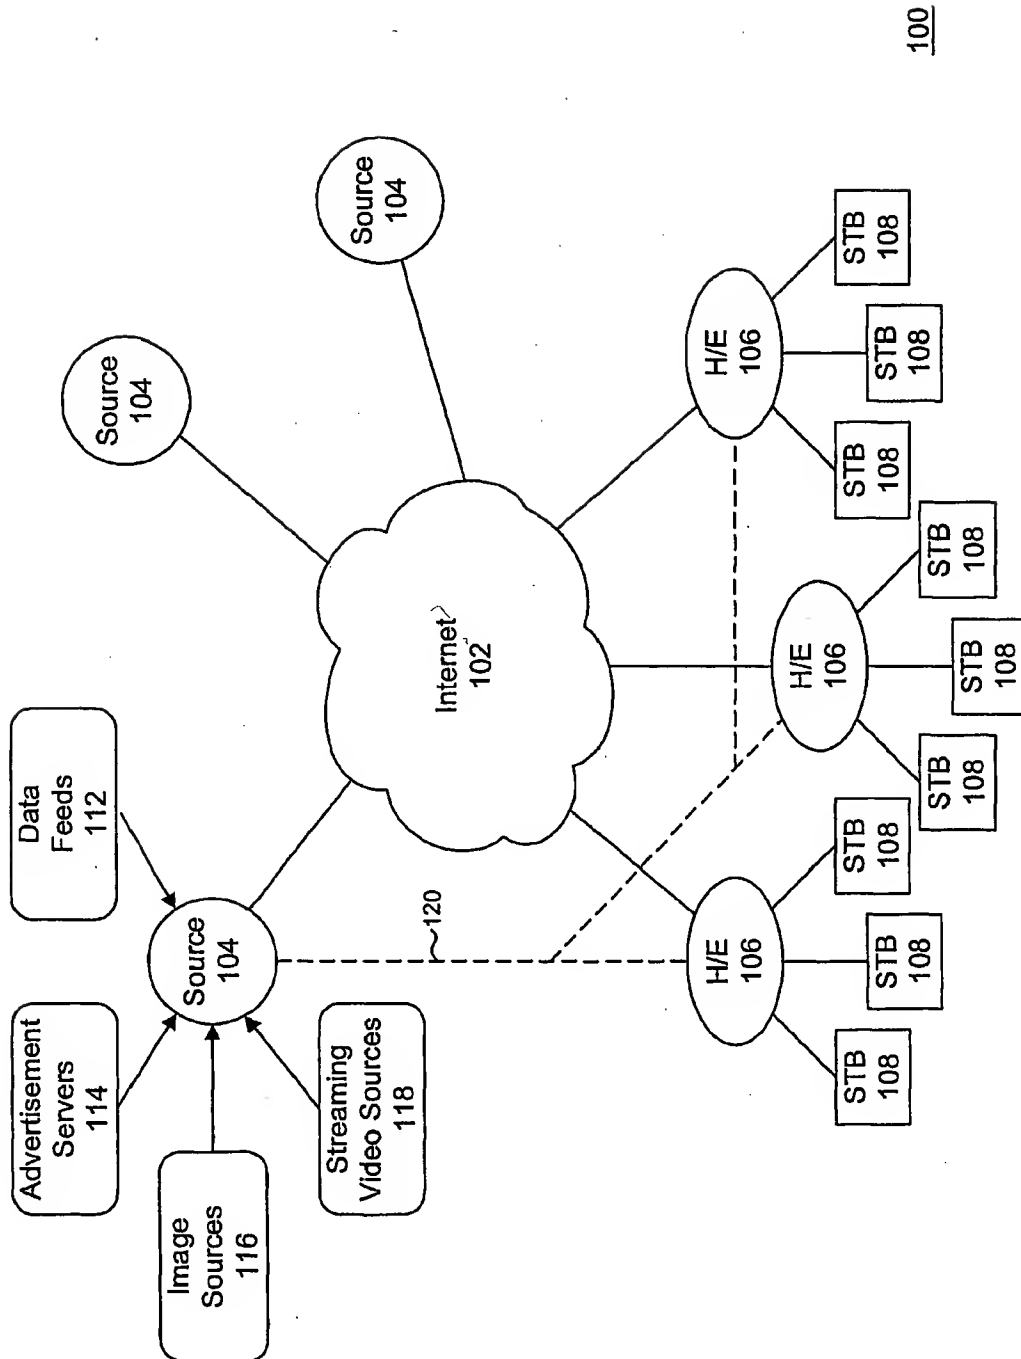 Advertisement
Servers
114
Data
Feeds
112
Source
104
Image
Sources
116
Source
104
Streaming
Video Sources
118
Source
104
120
Internet
102
H/E
106
H/E
106
H/E
106
STB
108
STB
108
STB
108
STB
108
STB
108
STB
108
STB
108
STB
108
STB
108
100